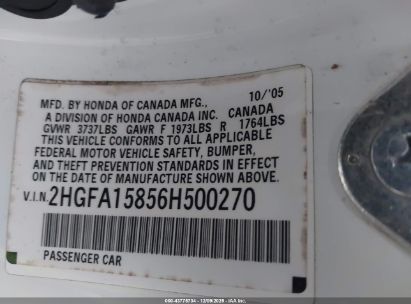 10/'05
MFD. BY HONDA OF CANADA MFG.,
A DIVISION OF HONDA CANADA INC. CANADA
GVWR 3737LBS GAWR F 1973LBS R 1764LBS
THIS VEHICLE CONFORMS TO ALL APPLICABLE
FEDERAL MOTOR VEHICLE SAFETY, BUMPER,
AND THEFT PREVENTION STANDARDS IN EFFECT
ON THE DATE OF MANUFACTURE SHOWN ABOVE.
V.I.N. 2HGFA15856H500270
PASSENGER CAR